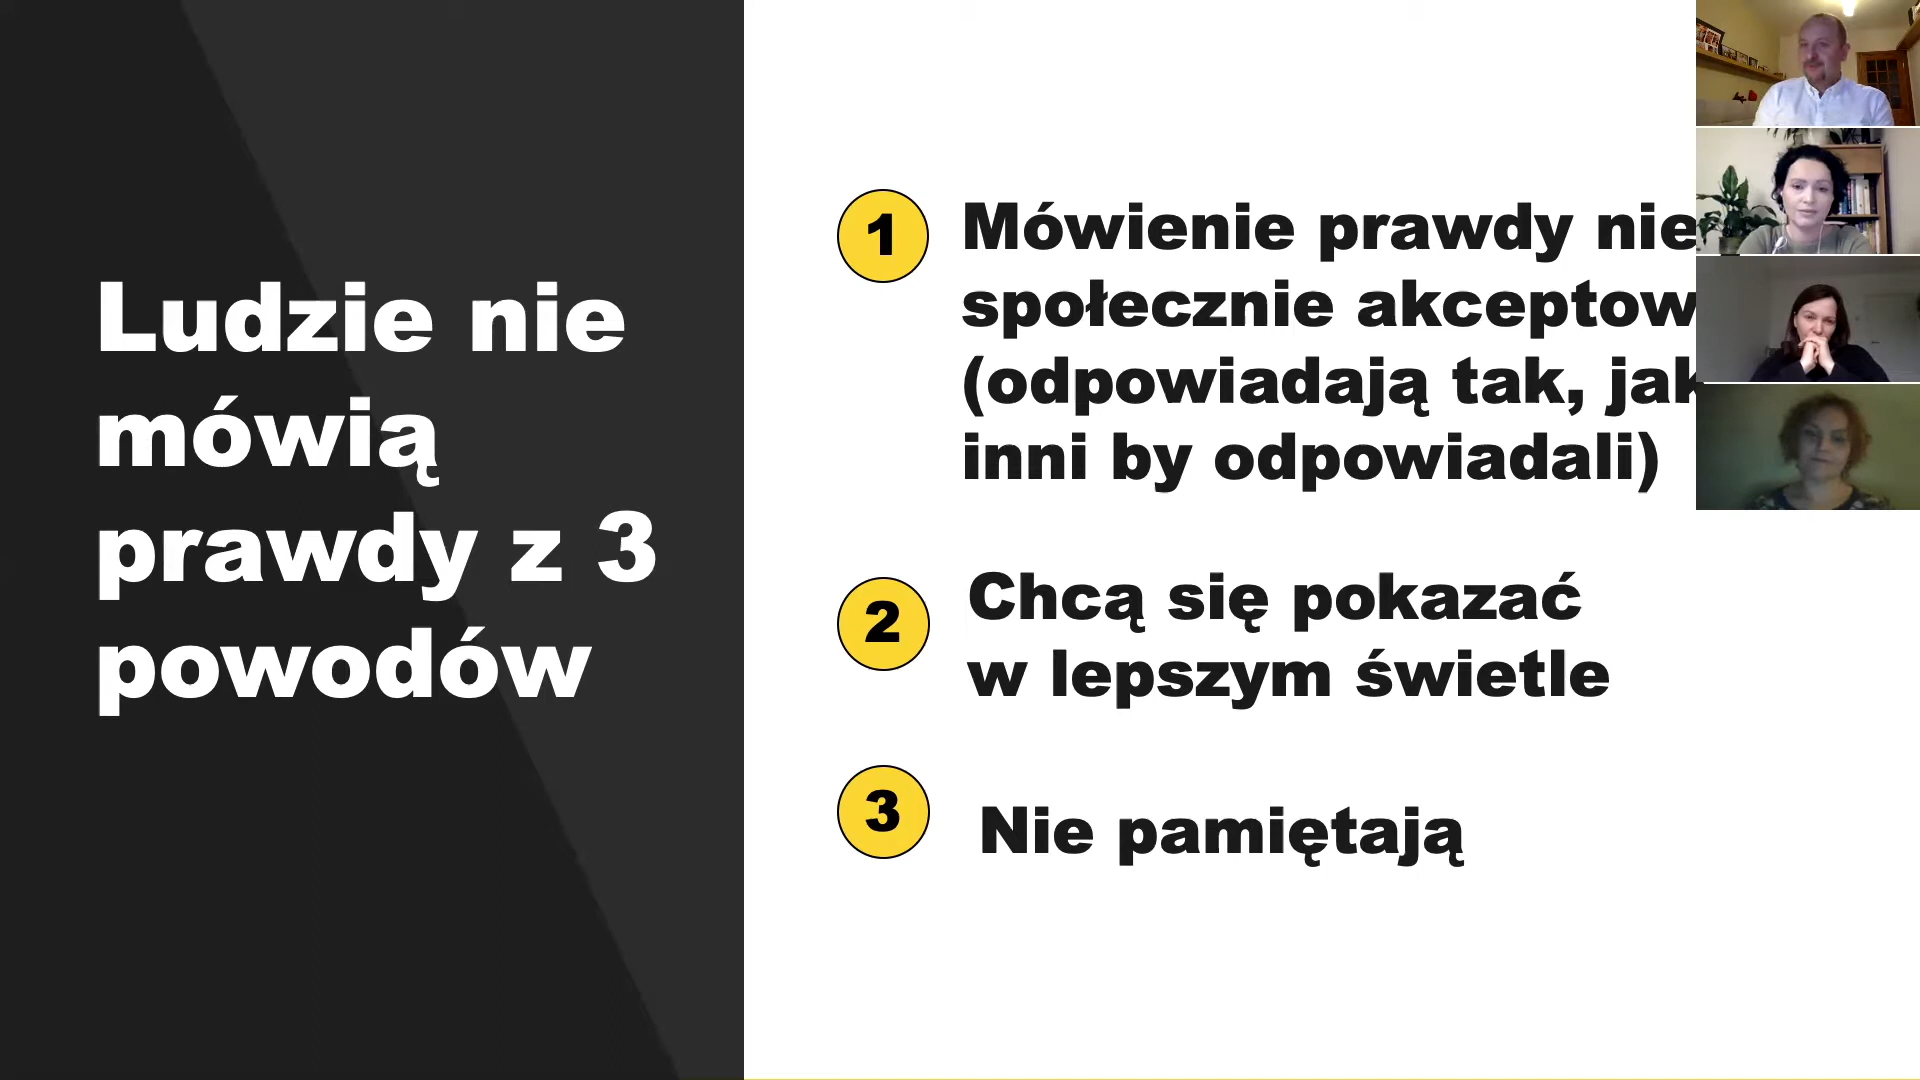 Ludzie nie
mówią
prawdy z 3
powodów
1
Mówienie prawdy nie
społecznie akceptow
(odpowiadają tak, jak
inni by odpowiadali)
2
Chcą się pokazać
w lepszym świetle
3
Nie pamiętają